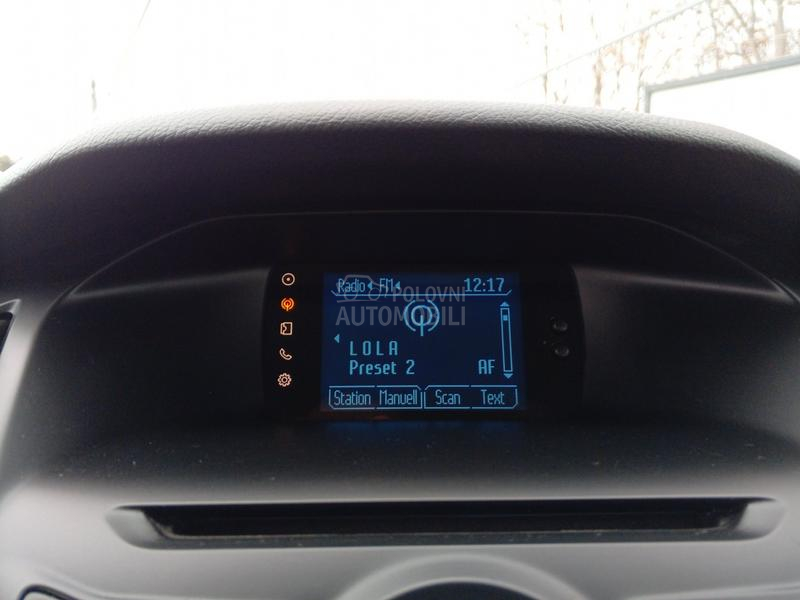 Radio FM 12:17
POLOVNI
AUTOMOBILI
LOLA
Preset 2 AF
Station Manuell Scan Text